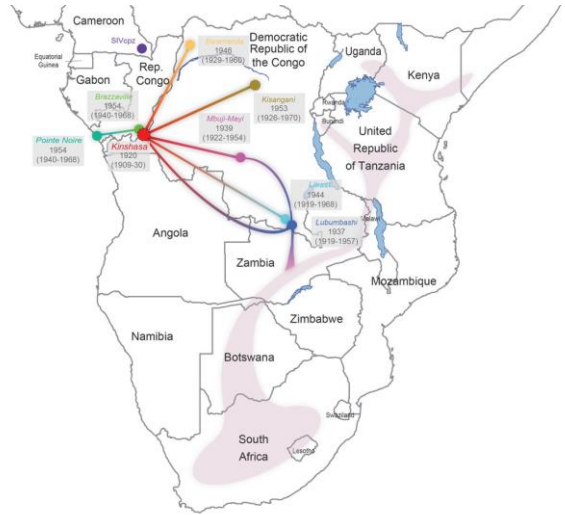 Cameroon
SIVcpz
Equatorial
Guinea
Gabon
Rep.
Congo
1946
(1929-1969)
Democratic
Republic of
the Congo
Uganda
Kenya
Rwanda
Burundi
United
Republic
of Tanzania
Brazzaville
1954
(1940-1968)
Kisangani
1953
(1926-1970)
Mbuji-Mayi
1939
(1922-1954)
Pointe Noire
1954
(1940-1968)
Kinshasa
1920
(1909-30)
Likasi
1944
(1919-1968)
Lubumbashi
1937
(1919-1957)
Malawi
Angola
Zambia
Mozambique
Zimbabwe
Namibia
Botswana
Swaziland
South
Africa
Lesotho